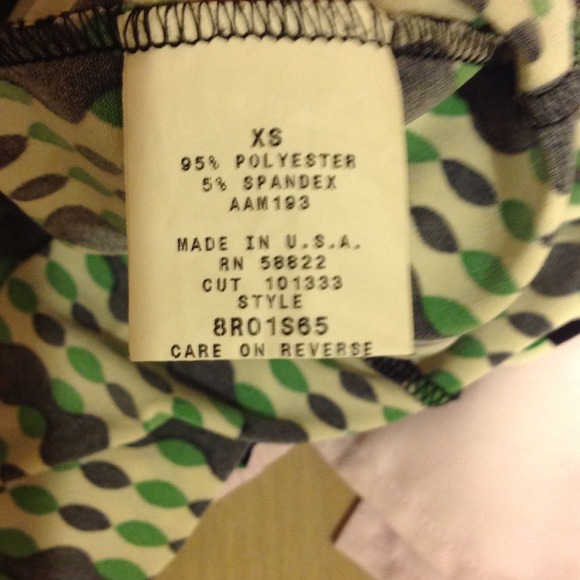 XS
95% POLYESTER
5% SPANDEX
AAM193
MADE IN U.S.A.
RN 58822
CUT 101333
STYLE
8R01S65
CARE ON REVERSE